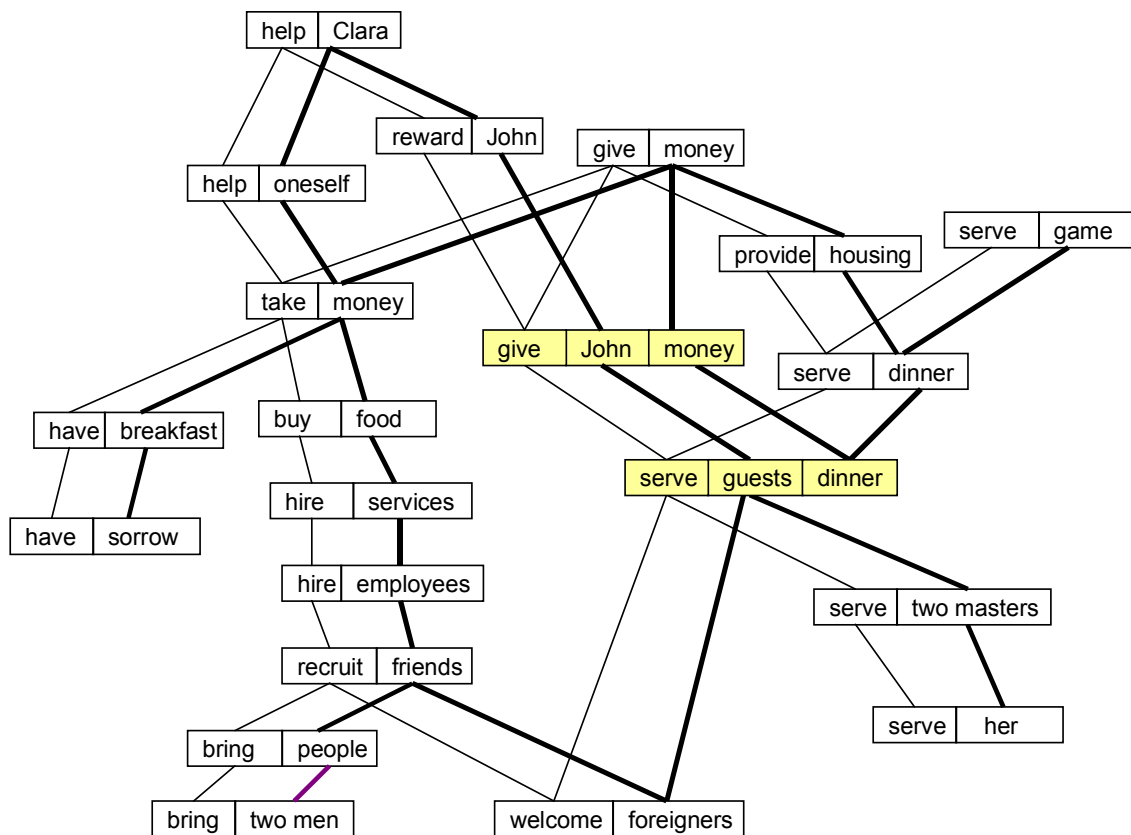 help Clara
reward John
give money
help oneself
serve game
provide housing
take money
give John money
serve dinner
have breakfast
buy food
serve guests dinner
hire services
have sorrow
hire employees
serve two masters
recruit friends
serve her
bring people
bring two men
welcome foreigners